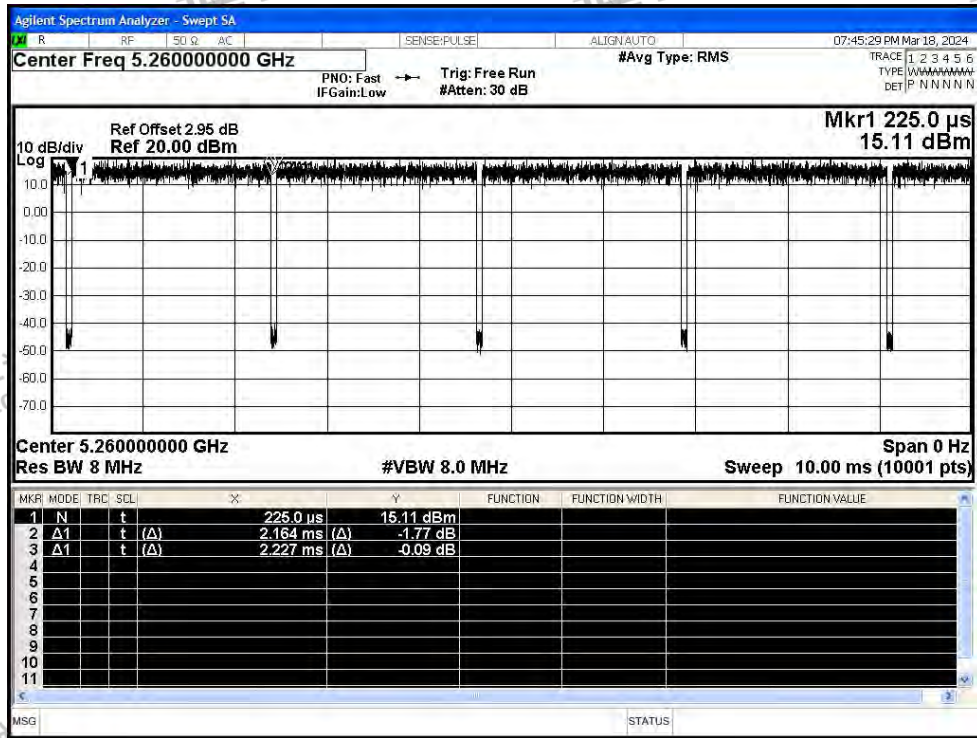 Agilent Spectrum Analyzer - Swept SA
LXI R RF 50 Ω AC SENSE:PULSE ALIGN AUTO 07:45:29 PM Mar 18, 2024
Center Freq 5.260000000 GHz #Avg Type: RMS TRACE 1 2 3 4 5 6
PNO: Fast Trig: Free Run TYPE WWWWWW
IFGain:Low #Atten: 30 dB DET P N N N N N
Ref Offset 2.95 dB Mkr1 225.0 µs
10 dB/div Ref 20.00 dBm 15.11 dBm
Log
1
10.0
0.00
-10.0
-20.0
-30.0
-40.0
-50.0
-60.0
-70.0
Center 5.260000000 GHz Span 0 Hz
Res BW 8 MHz #VBW 8.0 MHz Sweep 10.00 ms (10001 pts)
MKR MODE TRC SCL X Y FUNCTION FUNCTION WIDTH FUNCTION VALUE
1 N t 225.0 µs 15.11 dBm
2 Δ1 t (Δ) 2.164 ms (Δ) -1.77 dB
3 Δ1 t (Δ) 2.227 ms (Δ) -0.09 dB
4
5
6
7
8
9
10
11
MSG STATUS